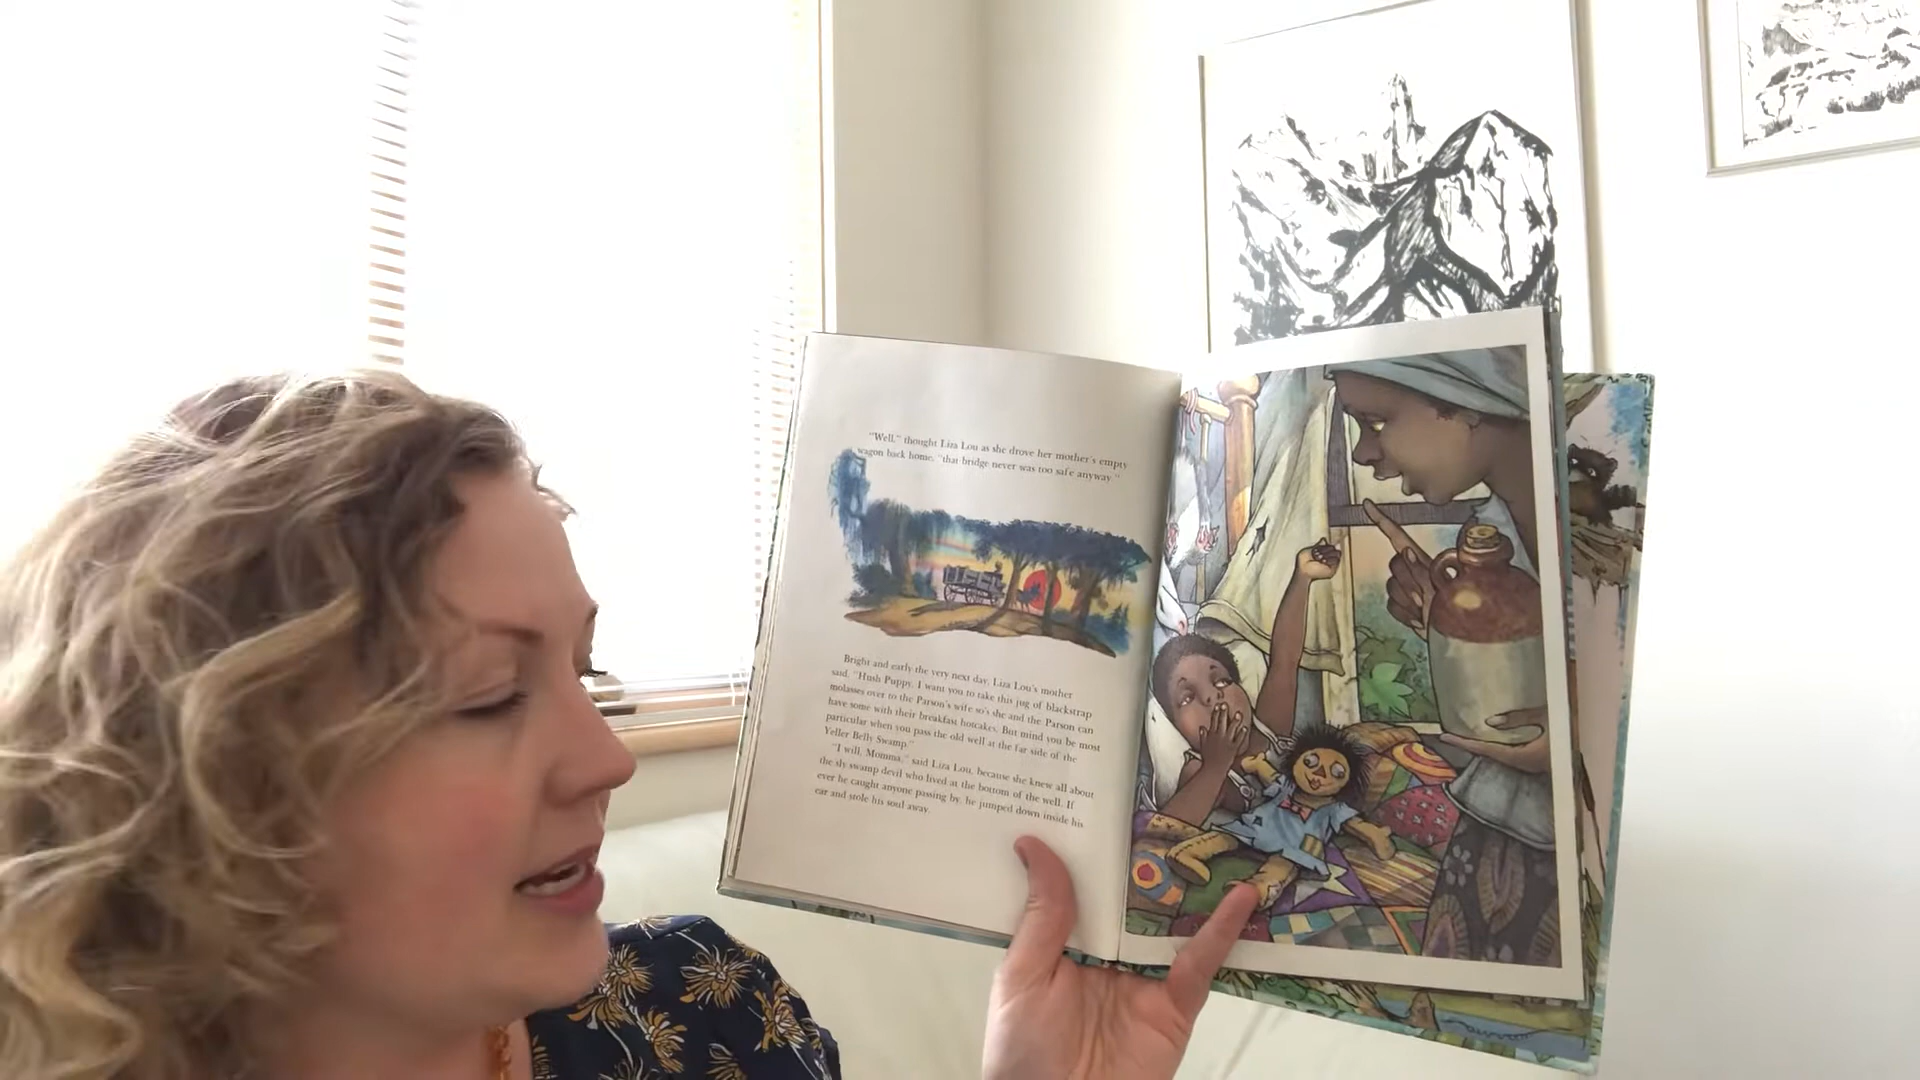 "Well," thought Liza Lou as she drove her mother's empty
wagon back home, "that bridge never was too safe anyway."
Bright and early the very next day, Liza Lou's mother
said, "Hush Puppy, I want you to take this jug of blackstrap
molasses over to the Parson's wife so's she and the Parson can
have some with their breakfast hotcakes. But mind you be most
particular when you pass the old well at the far side of the
Yeller Belly Swamp."
"I will, Momma," said Liza Lou, because she knew all about
the sly swamp devil who lived at the bottom of the well. If
ever he caught anyone passing by, he jumped down inside his
ear and stole his soul away.